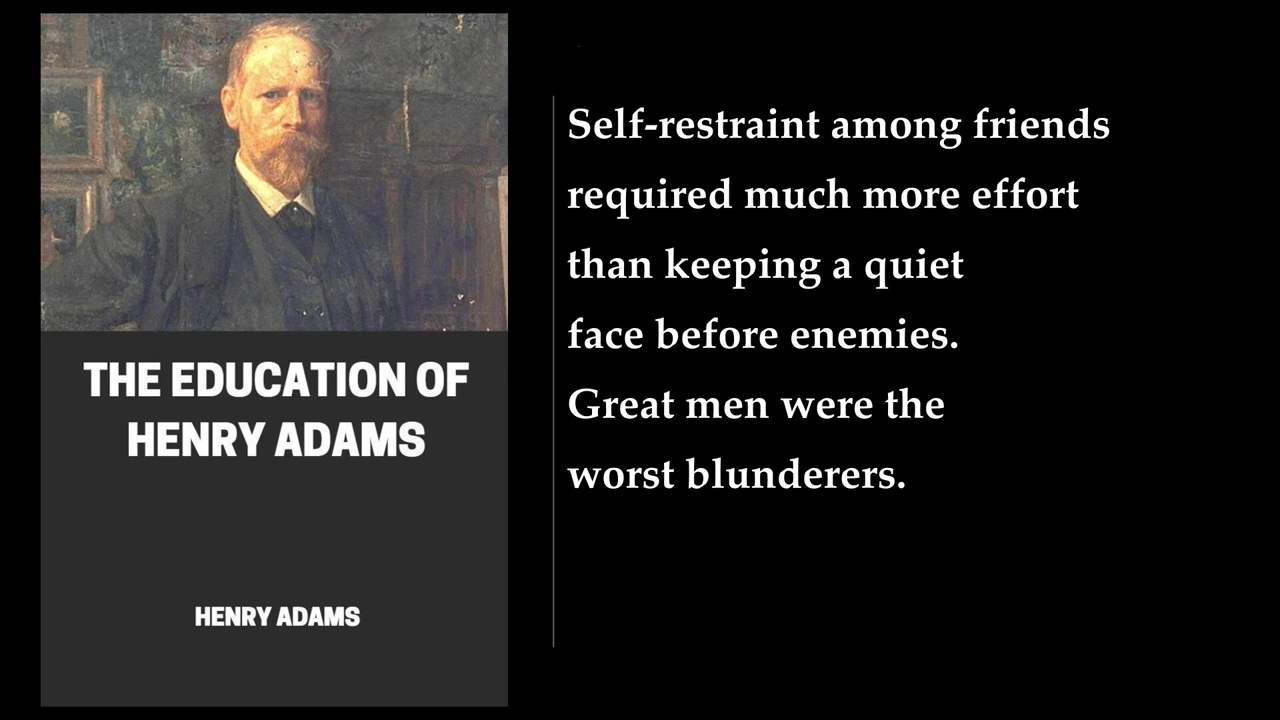 THE EDUCATION OF
HENRY ADAMS
HENRY ADAMS
Self-restraint among friends
required much more effort
than keeping a quiet
face before enemies.
Great men were the
worst blunderers.